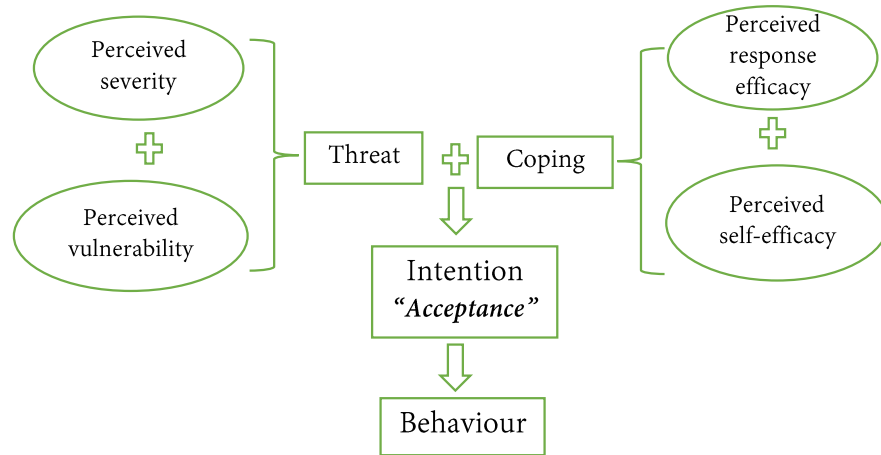 Perceived
severity
Perceived
vulnerability
Threat
Coping
Perceived
response
efficacy
Perceived
self-efficacy
Intention
“Acceptance”
Behaviour